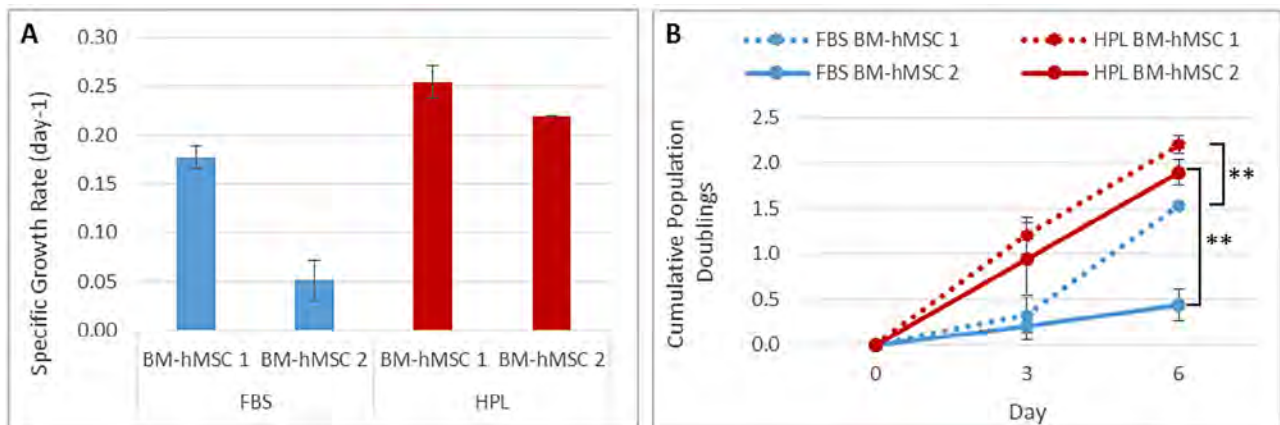 A
Specific Growth Rate (day-1)
0.30
0.25
0.20
0.15
0.10
0.05
0.00
BM-hMSC 1 BM-hMSC 2 BM-hMSC 1 BM-hMSC 2
FBS HPL
B
FBS BM-hMSC 1 HPL BM-hMSC 1
FBS BM-hMSC 2 HPL BM-hMSC 2
Cumulative Population
Doublings
2.5
2.0
1.5
1.0
0.5
0.0
**
**
0 3 6
Day